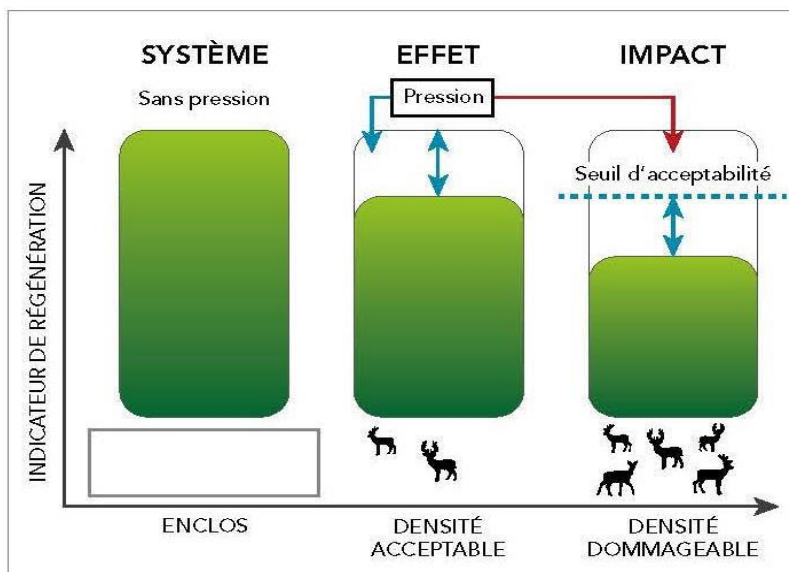 SYSTÈME
EFFET
IMPACT
Sans pression
Pression
Seuil d'acceptabilité
INDICATEUR DE RÉGÉNÉRATION
ENCLOS
DENSITÉ
ACCEPTABLE
DENSITÉ
DOMMAGEABLE